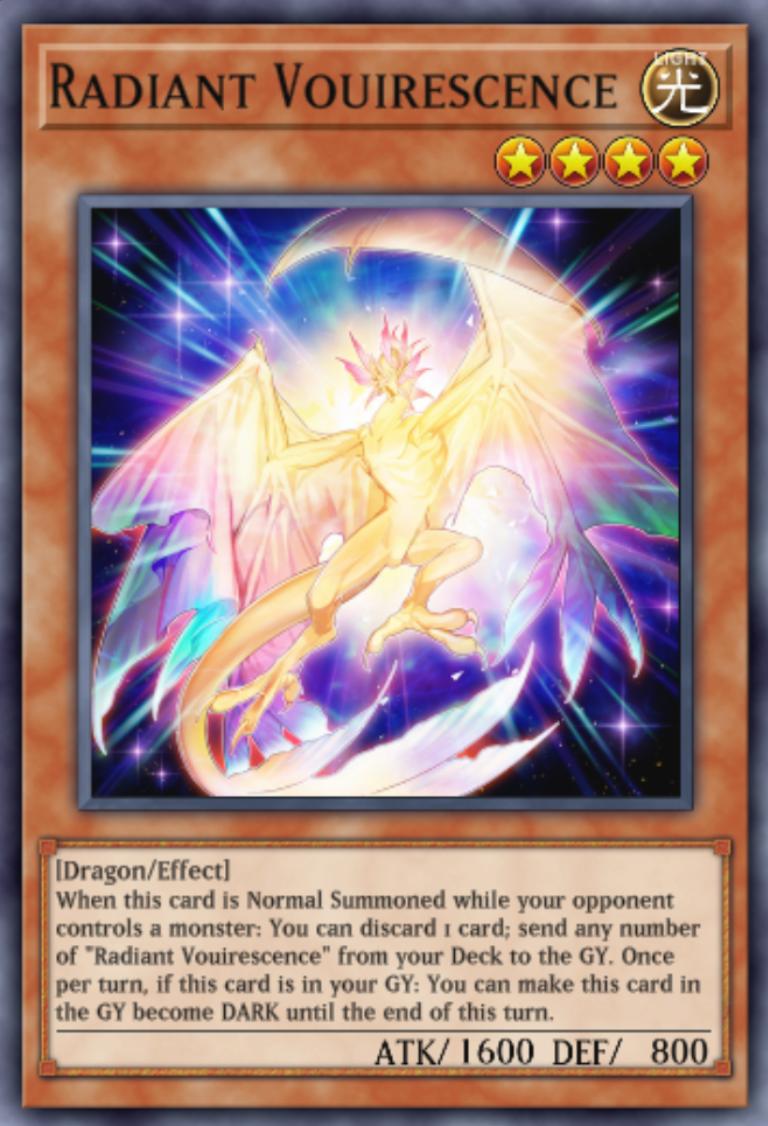 Radiant Vouirescence
LIGHT
光
[Dragon/Effect]
When this card is Normal Summoned while your opponent
controls a monster: You can discard 1 card; send any number
of "Radiant Vouirescence" from your Deck to the GY. Once
per turn, if this card is in your GY: You can make this card in
the GY become DARK until the end of this turn.
ATK/ 1600 DEF/ 800